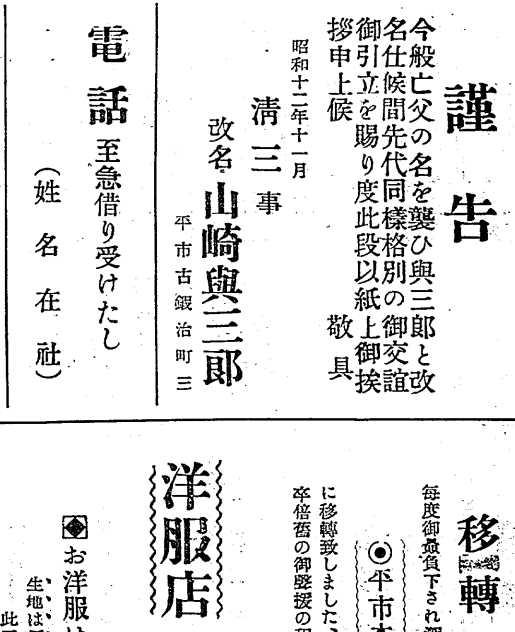 謹告
今般亡父の名を襲ひ與三郎と改
名仕候間先代同樣格別の御交誼
御引立を賜り度此段以紙上御挨
拶申上候　敬具
昭和十二年十一月
淸三事
改名 山崎與三郎
平市古鍛治町三
電話 至急借り受けたし
(姓名在社)
移轉
每度御贔負下され
◉平市
に移轉致しました
卒倍舊の御聲援の
洋服店
お洋服は
生地は
此